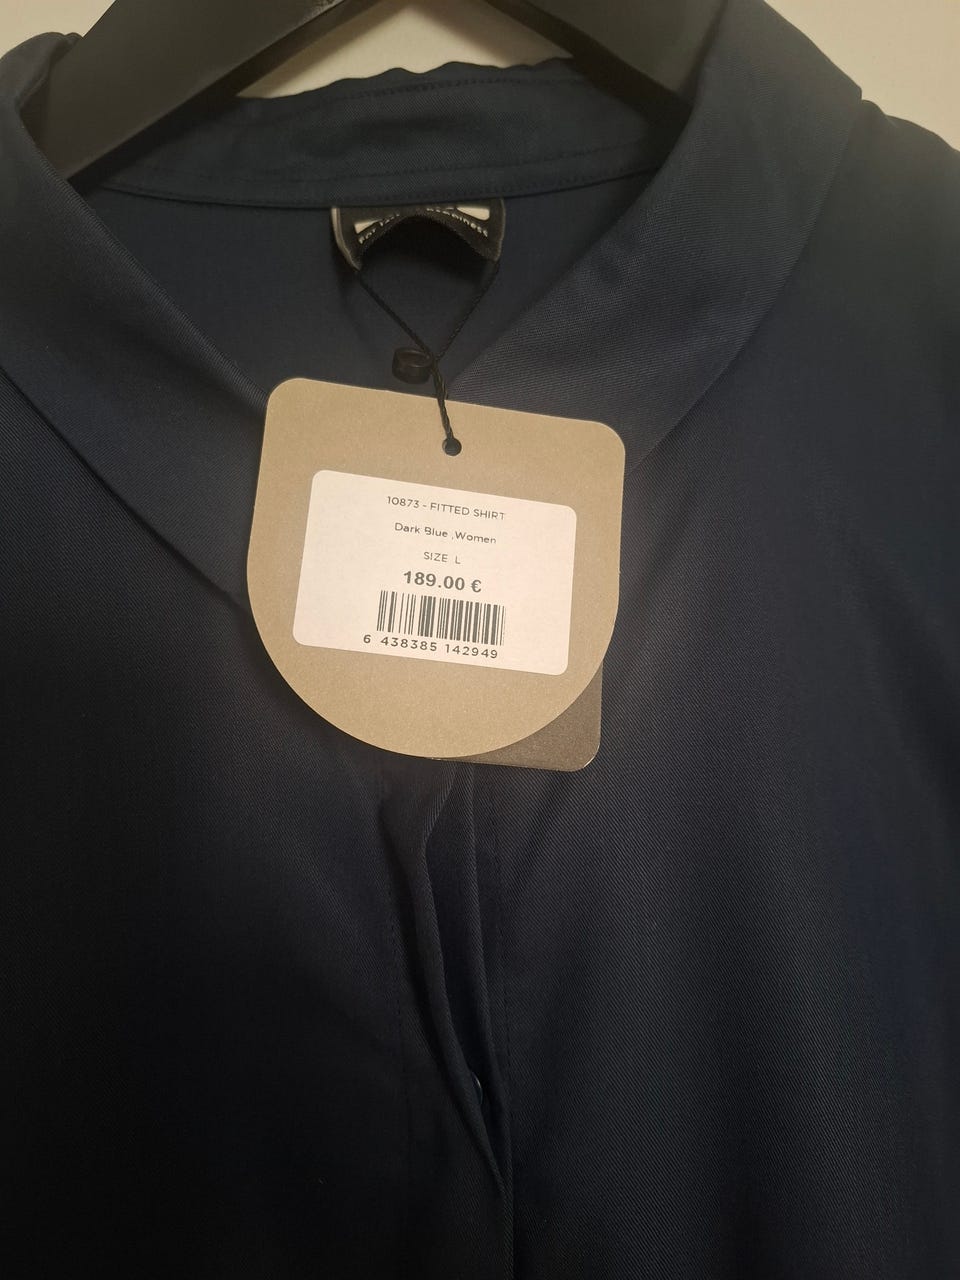 10873 - FITTED SHIRT
Dark Blue ,Women
SIZE L
189.00 €
6 438385 142949